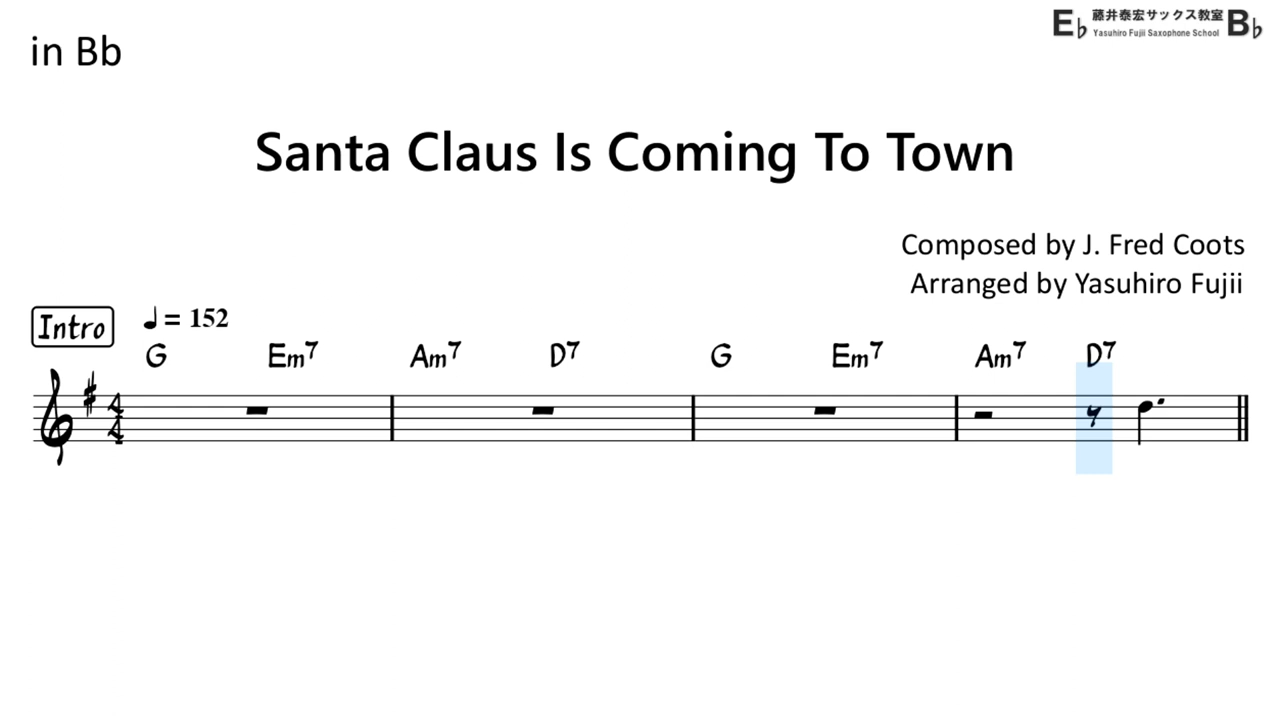 E♭ 藤井泰宏サックス教室 B♭
Yasuhiro Fujii Saxophone School
in Bb
Santa Claus Is Coming To Town
Composed by J. Fred Coots
Arranged by Yasuhiro Fujii
Intro ♩= 152
G Em7 Am7 D7 G Em7 Am7 D7
4
4